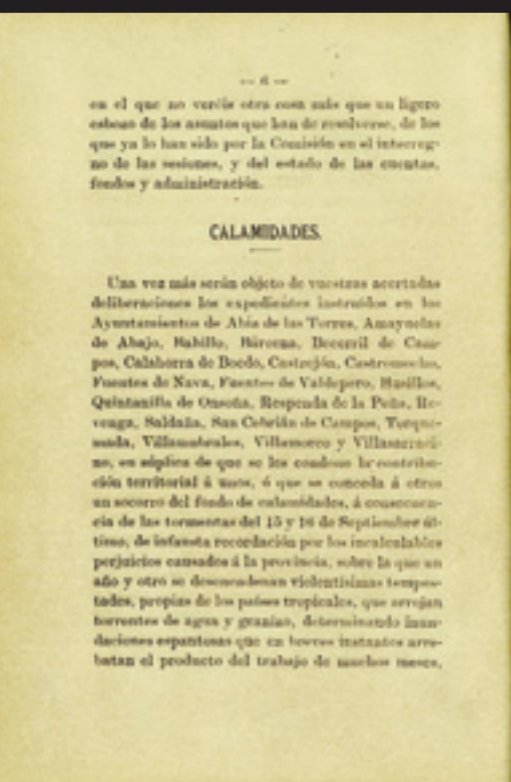 — 6 —
en el que no veréis otra cosa más que un ligero
esbozo de los asuntos que han de resolverse, de los
que ya lo han sido por la Comisión en el interreg-
no de las sesiones, y del estado de las cuentas,
fondos y administración.
CALAMIDADES.
Una vez más serán objeto de vuestras acertadas
deliberaciones los expedientes instruídos en los
Ayuntamientos de Abia de las Torres, Amayuelas
de Abajo, Bahillo, Bárcena, Becerril de Cam-
pos, Calahorra de Boedo, Castrejón, Castromocho,
Fuentes de Nava, Fuentes de Valdepero, Husillos,
Quintanilla de Onsoña, Respenda de la Peña, Re-
venga, Saldaña, San Cebrián de Campos, Torque-
mada, Villamuriel, Villamorco y Villasarraci-
no, en súplica de que se les condone la contribu-
ción territorial á unos, ó que se conceda á otros
un socorro del fondo de calamidades, á consecuen-
cia de las tormentas del 15 y 16 de Septiembre úl-
timo, de infausta recordación por los incalculables
perjuicios causados á la provincia, sobre la que un
año y otro se desencadenan violentísimas tempes-
tades, propias de los países tropicales, que arrojan
torrentes de agua y granizo, determinando inun-
daciones espantosas que en breves instantes arre-
batan el producto del trabajo de muchos meses,